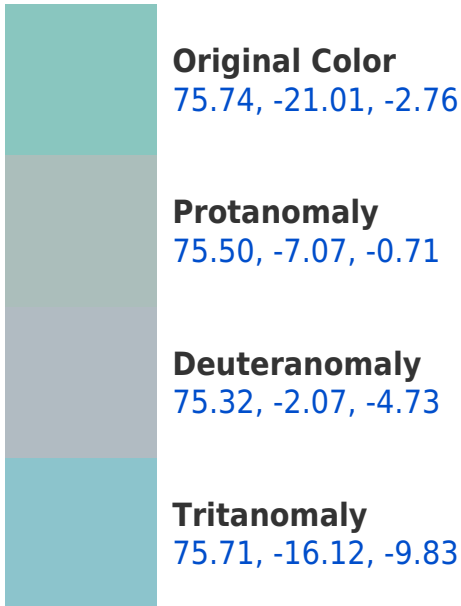 Original Color
75.74, -21.01, -2.76
Protanomaly
75.50, -7.07, -0.71
Deuteranomaly
75.32, -2.07, -4.73
Tritanomaly
75.71, -16.12, -9.83